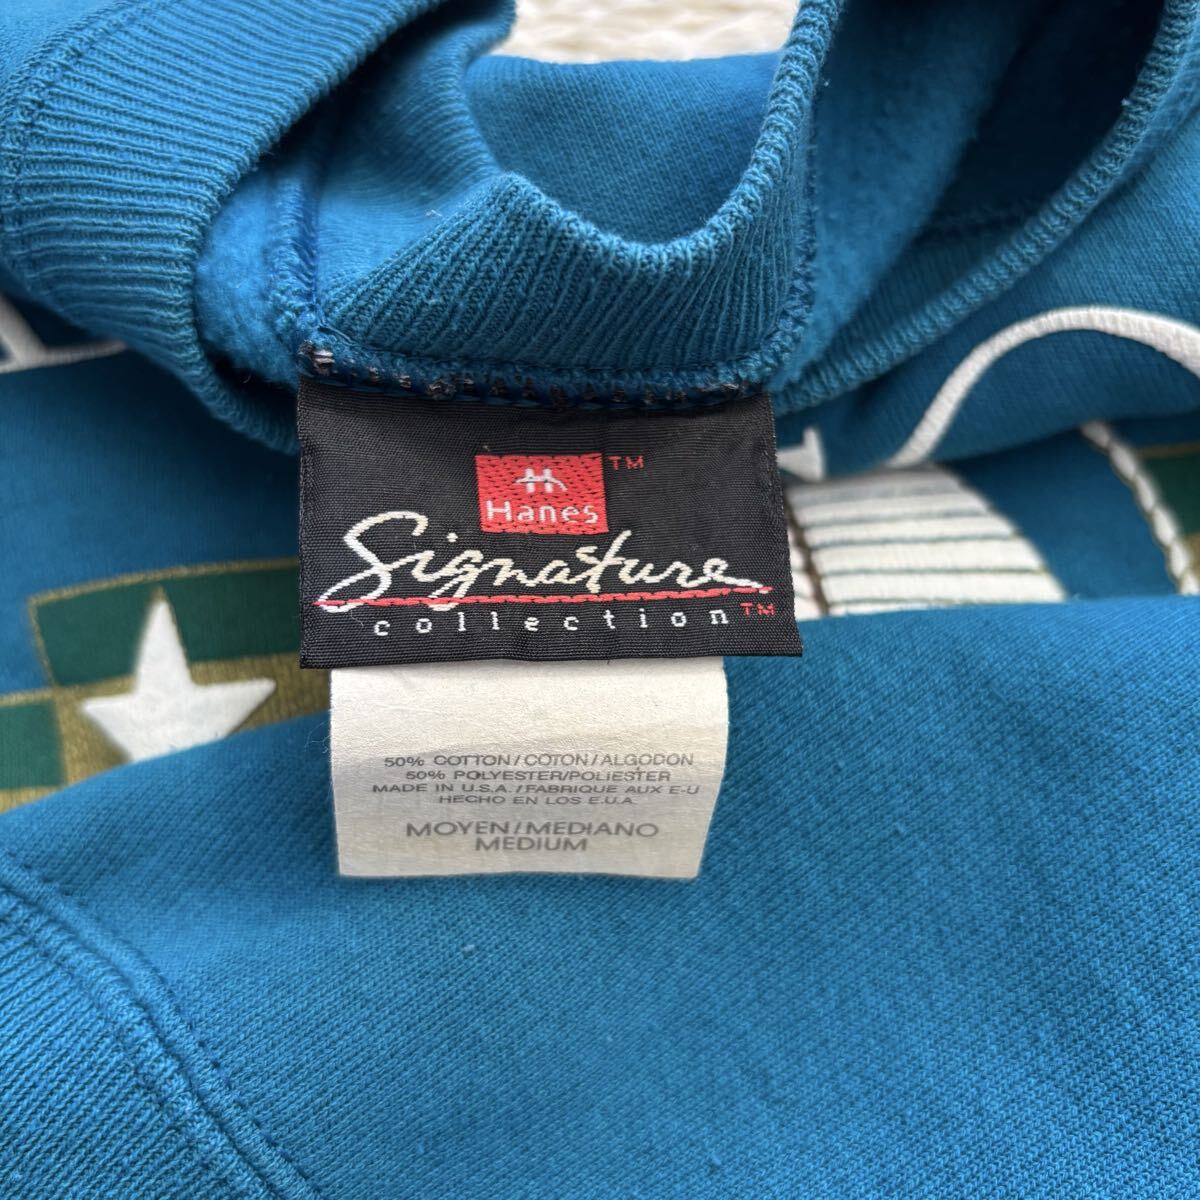 TM
Hanes
Signature
collection TM
50% COTTON/COTON/ALGODON
50% POLYESTER/POLIESTER
MADE IN U.S.A./FABRIQUE AUX E-U
HECHO EN LOS E.U.A.
MOYEN/MEDIANO
MEDIUM